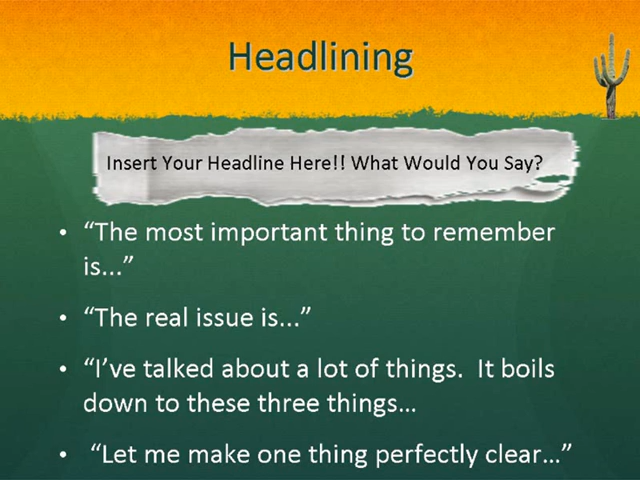 Headlining
Insert Your Headline Here!! What Would You Say?
• “The most important thing to remember
is...”
• “The real issue is...”
• “I’ve talked about a lot of things.  It boils
down to these three things…
• “Let me make one thing perfectly clear…”